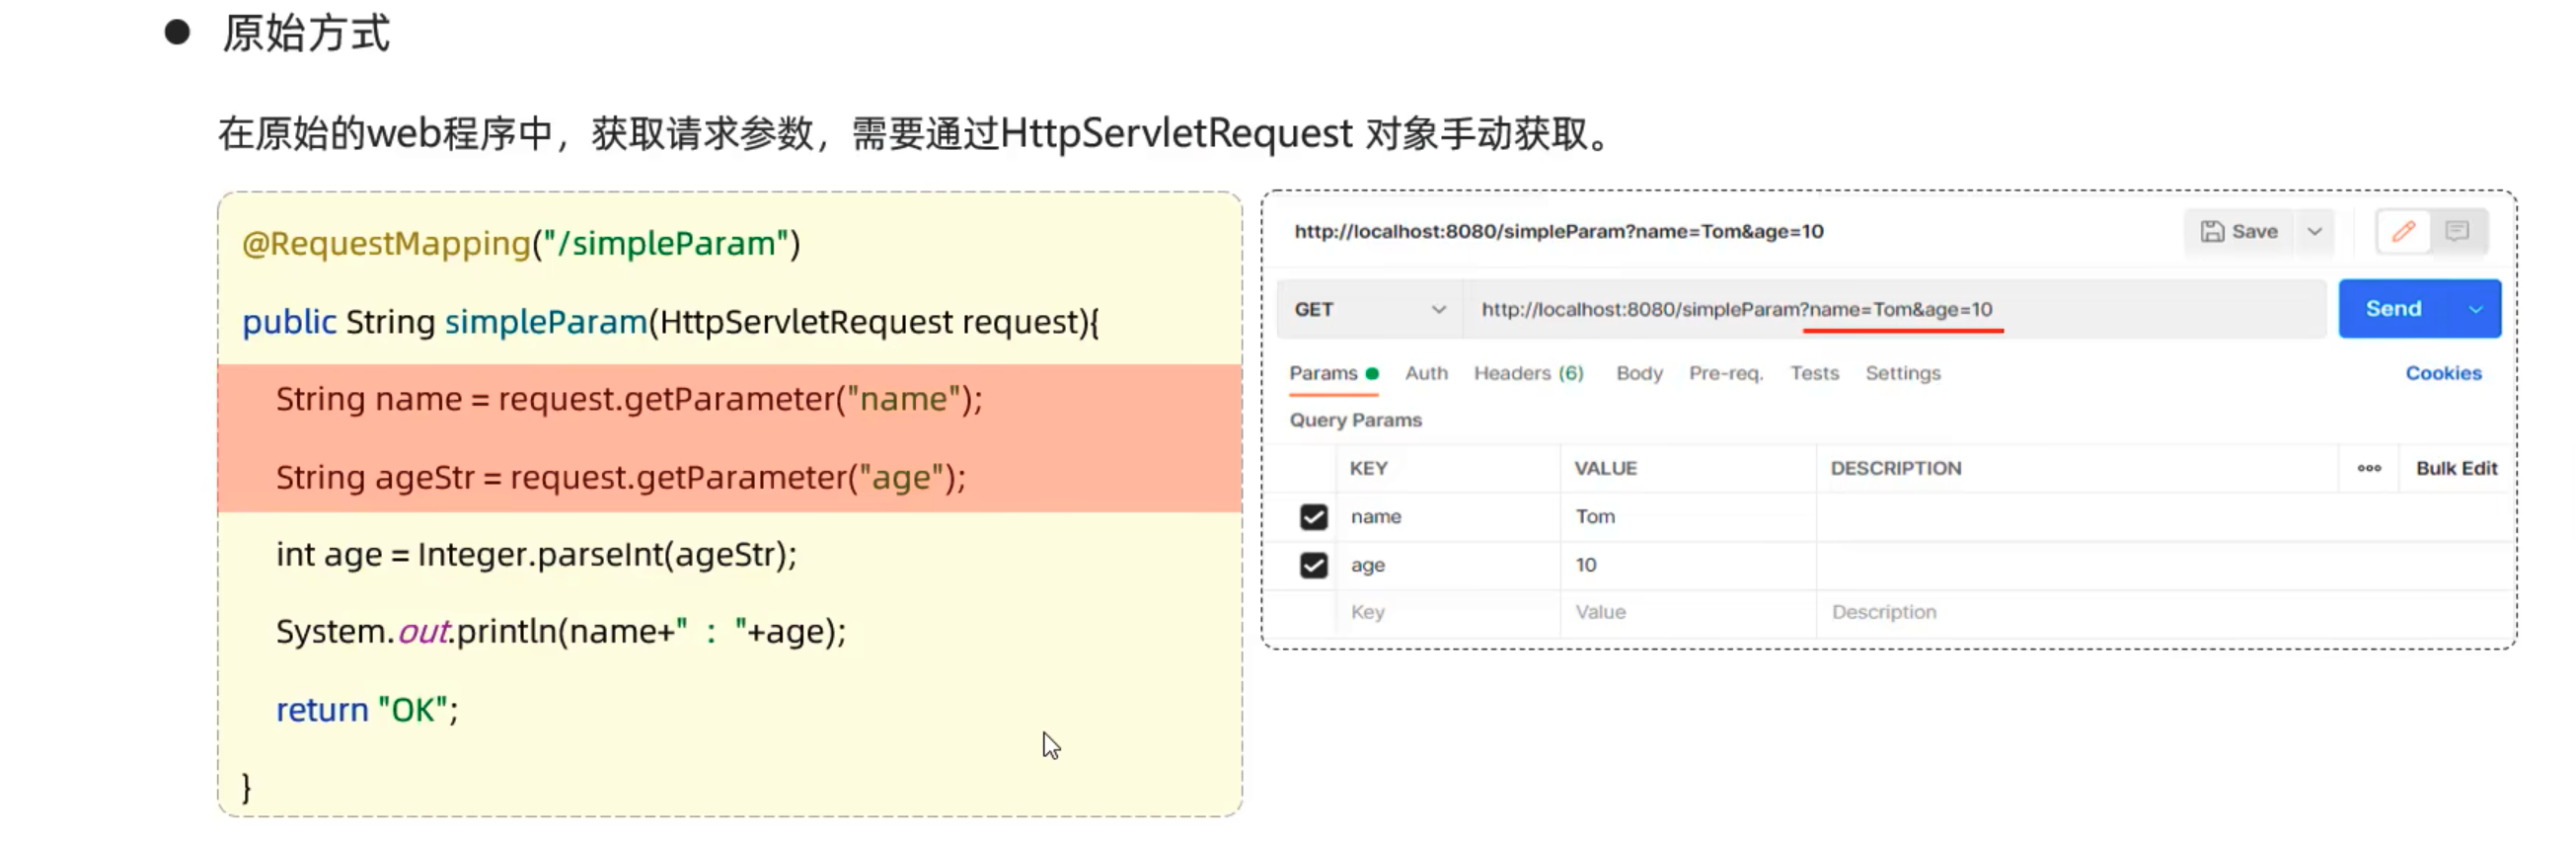 ● 原始方式
在原始的web程序中，获取请求参数，需要通过HttpServletRequest 对象手动获取。
@RequestMapping("/simpleParam")
public String simpleParam(HttpServletRequest request){
String name = request.getParameter("name");
String ageStr = request.getParameter("age");
int age = Integer.parseInt(ageStr);
System.out.println(name+" : "+age);
return "OK";
}
http://localhost:8080/simpleParam?name=Tom&age=10 Save
GET http://localhost:8080/simpleParam?name=Tom&age=10 Send
Params Auth Headers (6) Body Pre-req. Tests Settings Cookies
Query Params
KEY VALUE DESCRIPTION ooo Bulk Edit
name Tom
age 10
Key Value Description